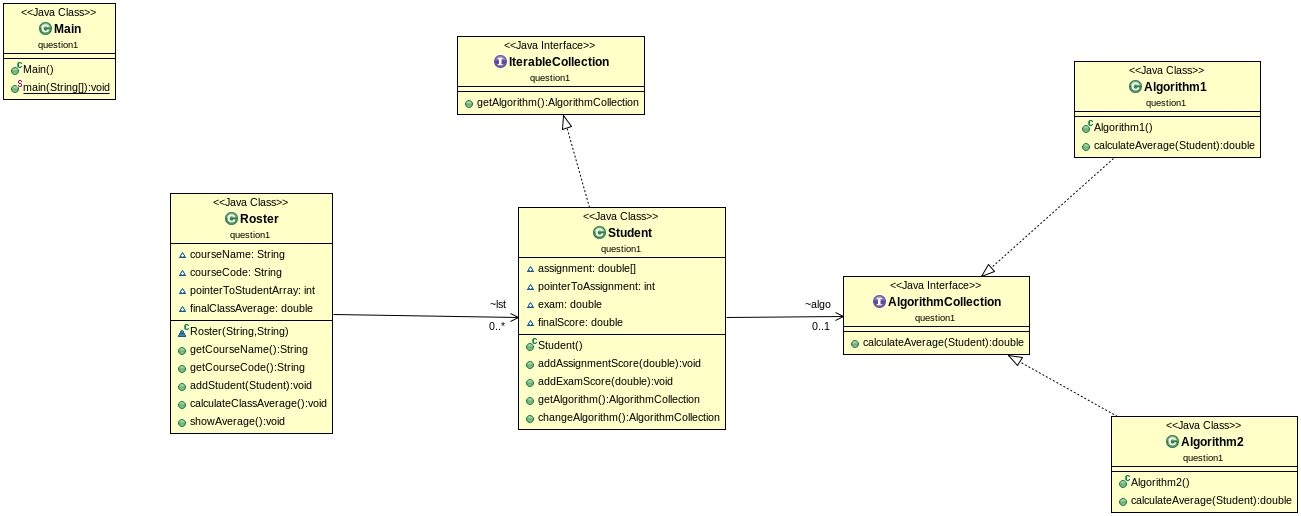 <<Java Class>>
Main
question1
Main()
main(String[]):void
<<Java Interface>>
IterableCollection
question1
getAlgorithm():AlgorithmCollection
<<Java Class>>
Algorithm1
question1
Algorithm1()
calculateAverage(Student):double
<<Java Class>>
Roster
question1
courseName: String
courseCode: String
pointerToStudentArray: int
finalClassAverage: double
Roster(String,String)
getCourseName():String
getCourseCode():String
addStudent(Student):void
calculateClassAverage():void
showAverage():void
~lst
0..*
<<Java Class>>
Student
question1
assignment: double[]
pointerToAssignment: int
exam: double
finalScore: double
Student()
addAssignmentScore(double):void
addExamScore(double):void
getAlgorithm():AlgorithmCollection
changeAlgorithm():AlgorithmCollection
~algo
0..1
<<Java Interface>>
AlgorithmCollection
question1
calculateAverage(Student):double
<<Java Class>>
Algorithm2
question1
Algorithm2()
calculateAverage(Student):double